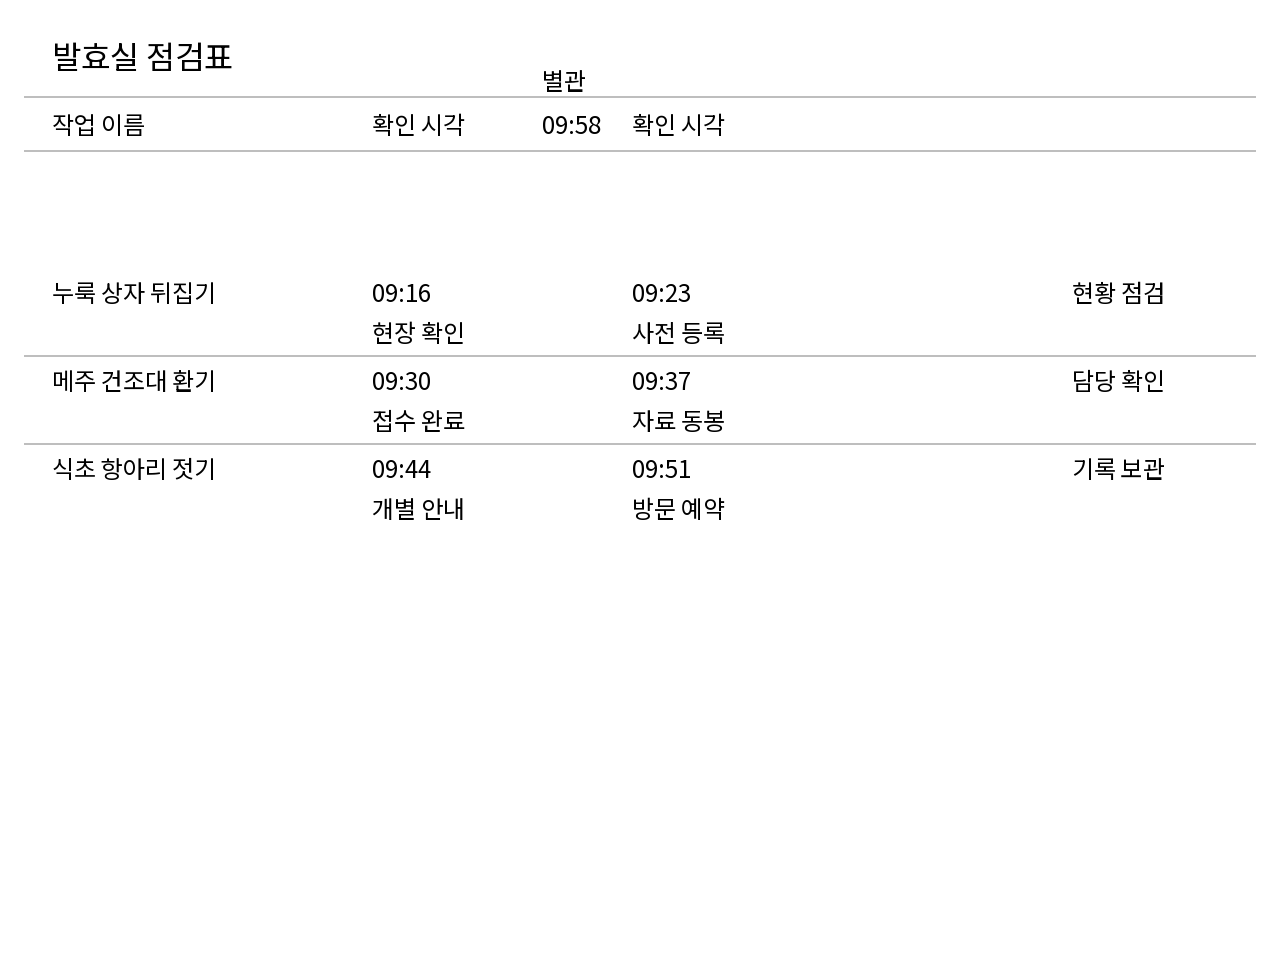 발효실 점검표
별관
작업 이름 확인 시각 09:58 확인 시각
누룩 상자 뒤집기 09:16 09:23 현황 점검
현장 확인 사전 등록
메주 건조대 환기 09:30 09:37 담당 확인
접수 완료 자료 동봉
식초 항아리 젓기 09:44 09:51 기록 보관
개별 안내 방문 예약